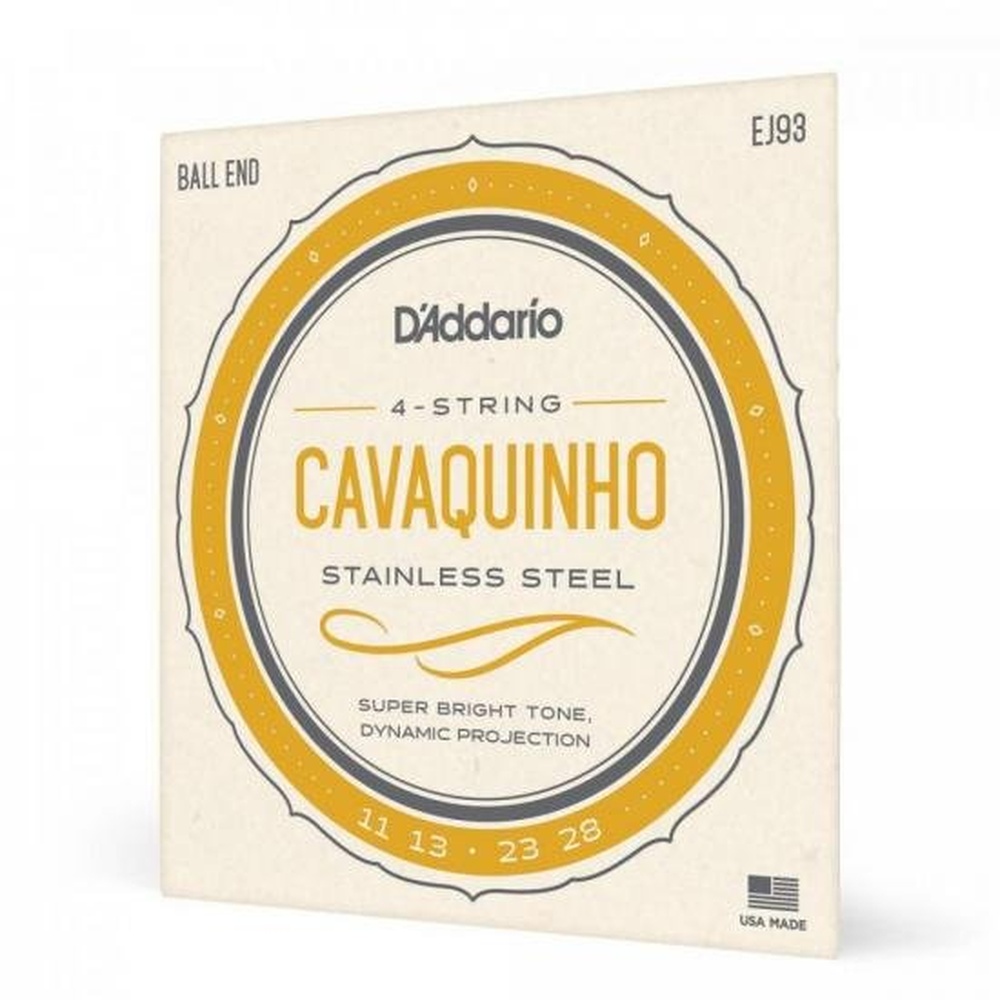 BALL END
EJ93
D'Addario
4-STRING
CAVAQUINHO
STAINLESS STEEL
SUPER BRIGHT TONE,
DYNAMIC PROJECTION
11 13 · 23 28
USA MADE